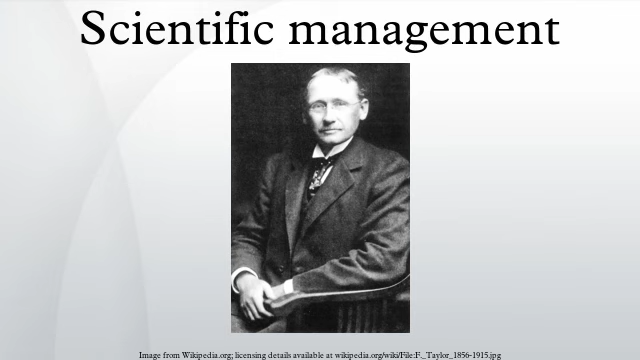 Scientific management
Image from Wikipedia.org; licensing details available at wikipedia.org/wiki/File:F._Taylor_1856-1915.jpg